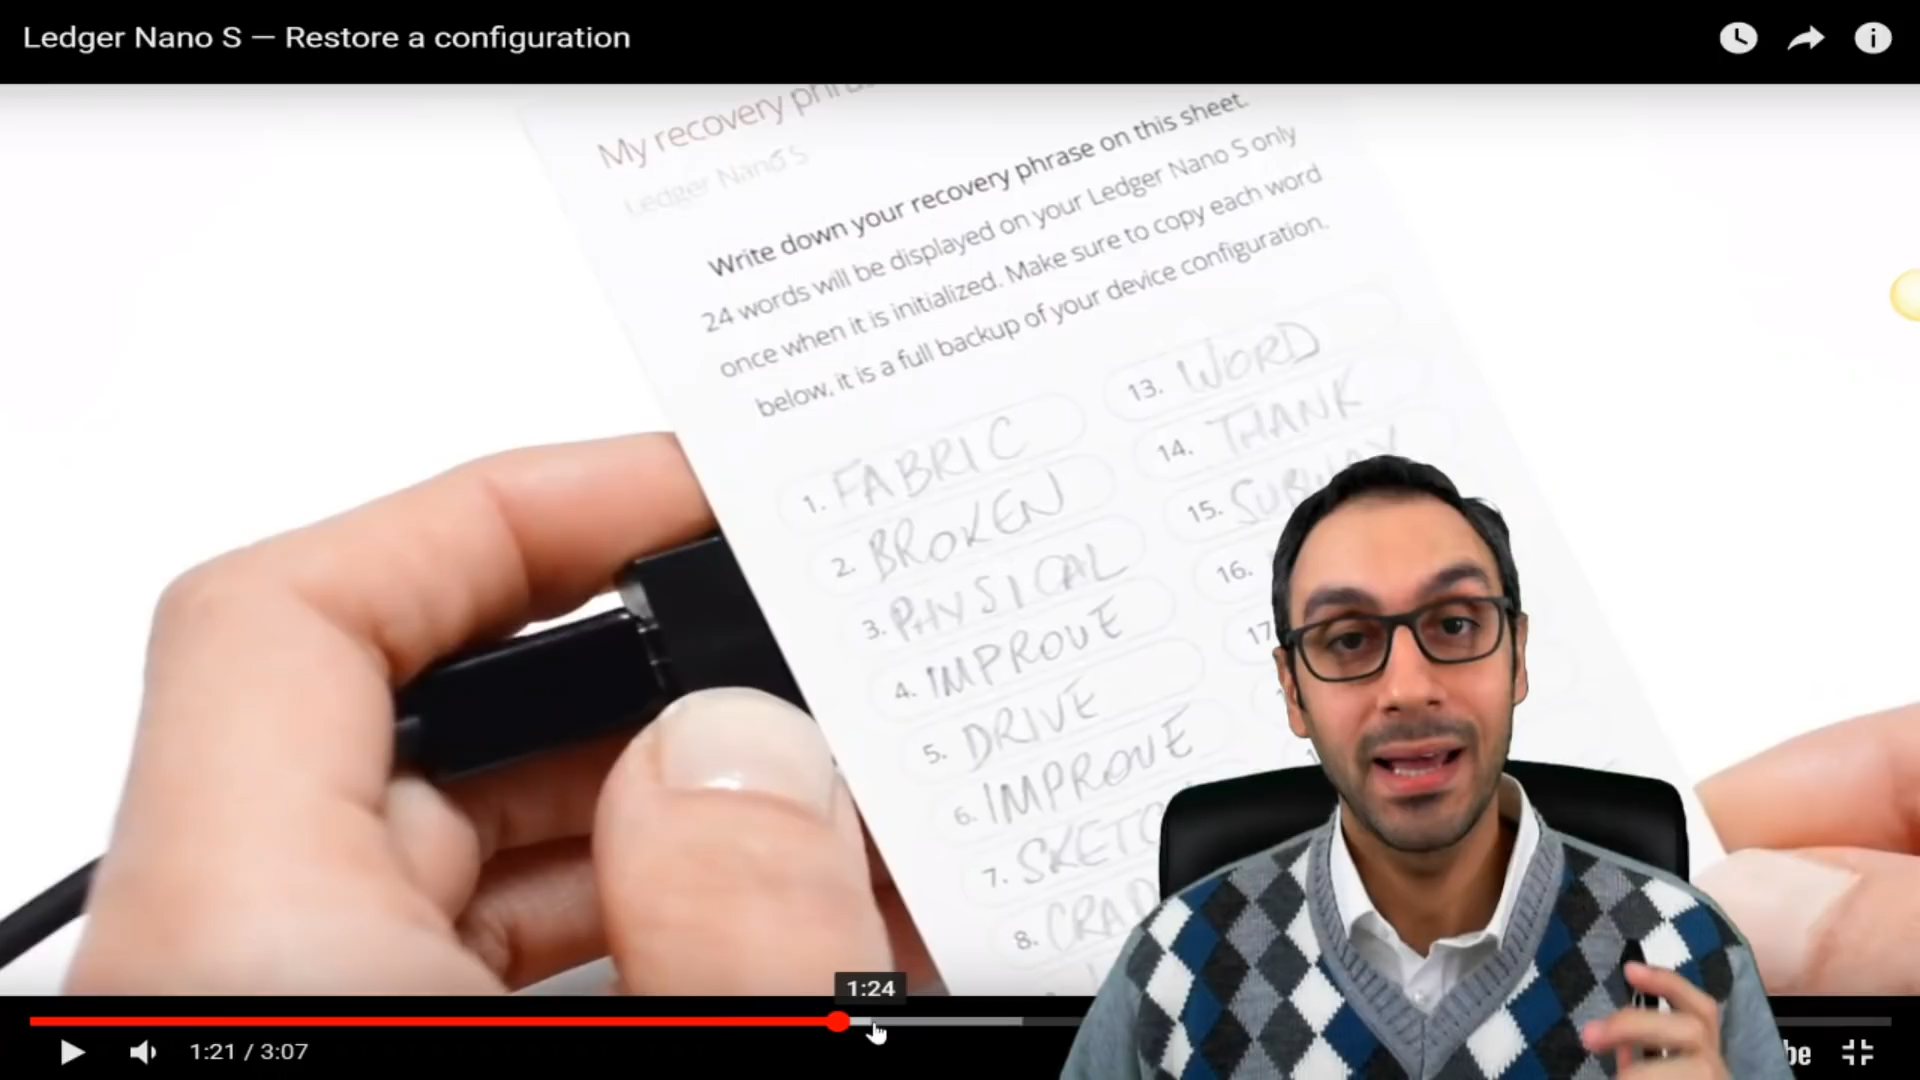 Ledger Nano S — Restore a configuration
My recovery
Ledger Nano S
Write down your recovery phrase on this sheet.
24 words will be displayed on your Ledger Nano S only
once when it is initialized. Make sure to copy each word
below, it is a full backup of your device configuration.
1. FABRIC
2. BROKEN
3. PHYSICAL
4. IMPROVE
5. DRIVE
6. IMPROVE
7.
8.
13. WORD
14. THANK
15.
16.
17
1:24
1:21 / 3:07
be